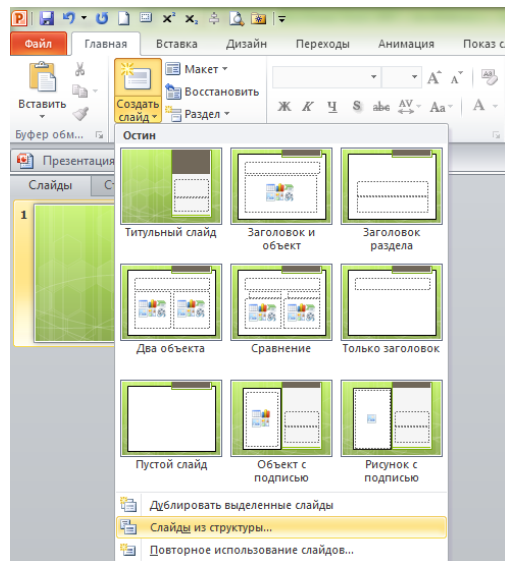 Файл Главная Вставка Дизайн Переходы Анимация
Вставить
Создать слайд
Макет
Восстановить
Раздел
Ж К Ч S abc AV Aa A
Буфер обм...
Остин
Презентация
Слайды
1
Титульный слайд
Заголовок и объект
Заголовок раздела
Два объекта
Сравнение
Только заголовок
Пустой слайд
Объект с подписью
Рисунок с подписью
Дублировать выделенные слайды
Слайды из структуры...
Повторное использование слайдов...